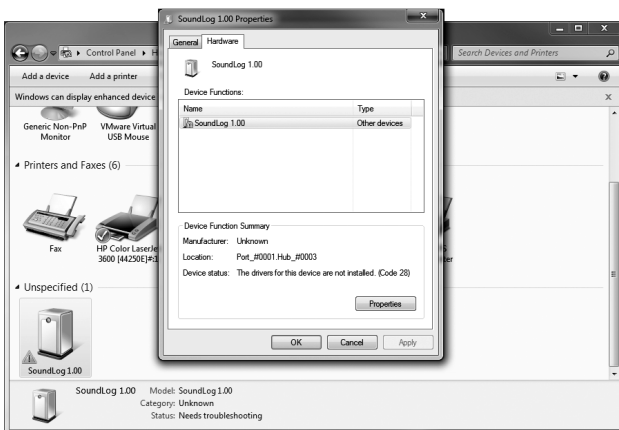 SoundLog 1.00 Properties
General Hardware
SoundLog 1.00
Device Functions:
Name Type
SoundLog 1.00 Other devices
Device Function Summary
Manufacturer: Unknown
Location: Port_#0001.Hub_#0003
Device status: The drivers for this device are not installed. (Code 28)
Properties
OK Cancel Apply
Control Panel
Search Devices and Printers
Add a device Add a printer
Windows can display enhanced device
Generic Non-PnP Monitor
VMware Virtual USB Mouse
Printers and Faxes (6)
Fax
HP Color LaserJe
3600 [44250E]#:1
Unspecified (1)
SoundLog 1.00
SoundLog 1.00 Model: SoundLog 1.00
Category: Unknown
Status: Needs troubleshooting